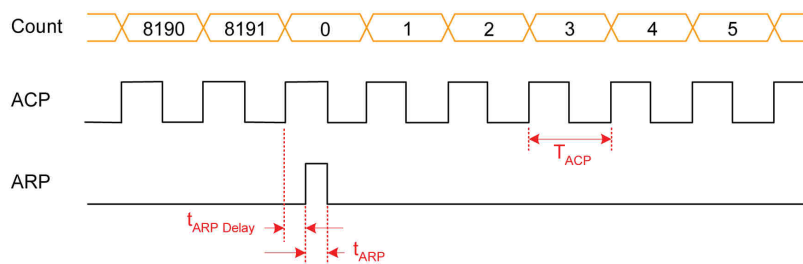 Count 8190 8191 0 1 2 3 4 5
ACP
T_ACP
ARP
t_ARP Delay
t_ARP